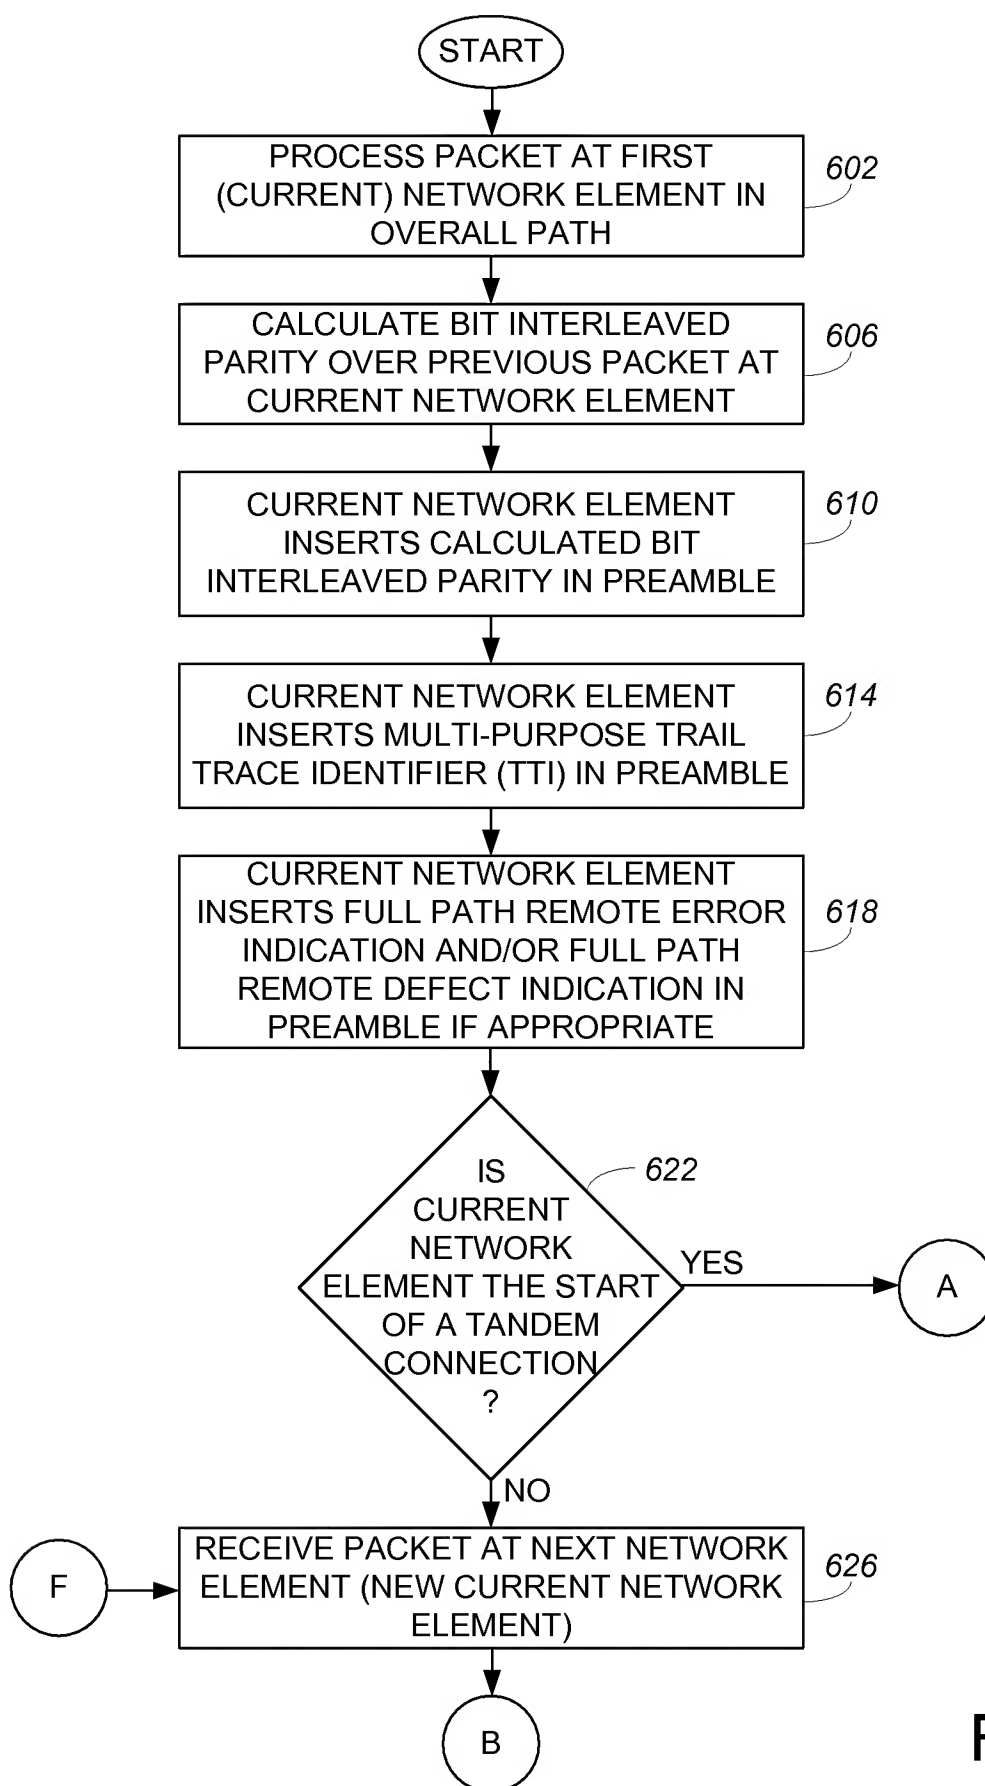 START
PROCESS PACKET AT FIRST
(CURRENT) NETWORK ELEMENT IN
OVERALL PATH
602
CALCULATE BIT INTERLEAVED
PARITY OVER PREVIOUS PACKET AT
CURRENT NETWORK ELEMENT
606
CURRENT NETWORK ELEMENT
INSERTS CALCULATED BIT
INTERLEAVED PARITY IN PREAMBLE
610
CURRENT NETWORK ELEMENT
INSERTS MULTI-PURPOSE TRAIL
TRACE IDENTIFIER (TTI) IN PREAMBLE
614
CURRENT NETWORK ELEMENT
INSERTS FULL PATH REMOTE ERROR
INDICATION AND/OR FULL PATH
REMOTE DEFECT INDICATION IN
PREAMBLE IF APPROPRIATE
618
IS
CURRENT
NETWORK
ELEMENT THE START
OF A TANDEM
CONNECTION
?
622
YES
A
NO
F
RECEIVE PACKET AT NEXT NETWORK
ELEMENT (NEW CURRENT NETWORK
ELEMENT)
626
B